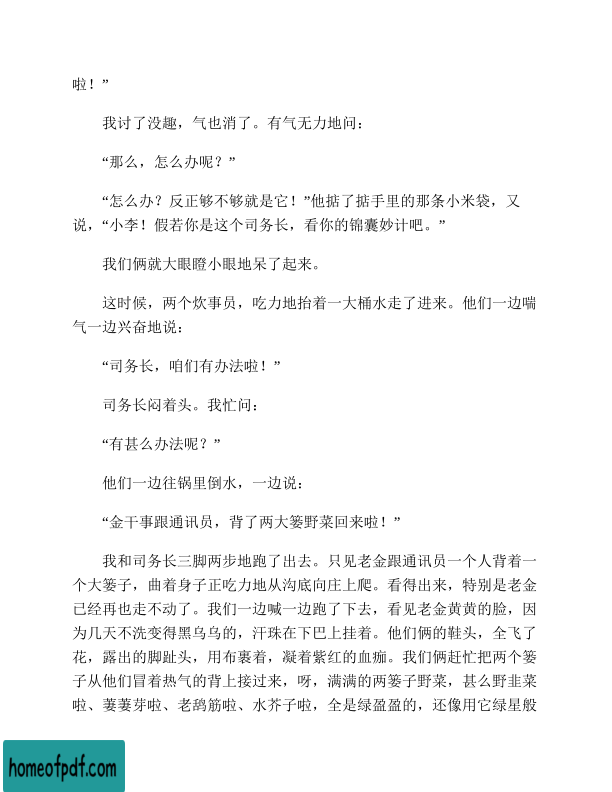 啦！”
我讨了没趣，气也消了。有气无力地问：
“那么，怎么办呢？”
“怎么办？反正够不够就是它！”他掂了掂手里的那条小米袋，又
说，“小李！假若你是这个司务长，看你的锦囊妙计吧。”
我们俩就大眼瞪小眼地呆了起来。
这时候，两个炊事员，吃力地抬着一大桶水走了进来。他们一边喘
气一边兴奋地说：
“司务长，咱们有办法啦！”
司务长闷着头。我忙问：
“有甚么办法呢？”
他们一边往锅里倒水，一边说：
“金干事跟通讯员，背了两大篓野菜回来啦！”
我和司务长三脚两步地跑了出去。只见老金跟通讯员一个人背着一
个大篓子，曲着身子正吃力地从沟底向庄上爬。看得出来，特别是老金
已经再也走不动了。我们一边喊一边跑了下去，看见老金黄黄的脸，因
为几天不洗变得黑乌乌的，汗珠在下巴上挂着。他们俩的鞋头，全飞了
花，露出的脚趾头，用布裹着，凝着紫红的血痂。我们俩赶忙把两个篓
子从他们冒着热气的背上接过来，呀，满满的两篓子野菜，甚么野韭菜
啦、萋萋芽啦、老鸹筋啦、水芥子啦，全是绿盈盈的，还像用它绿星般
homeofpdf.com